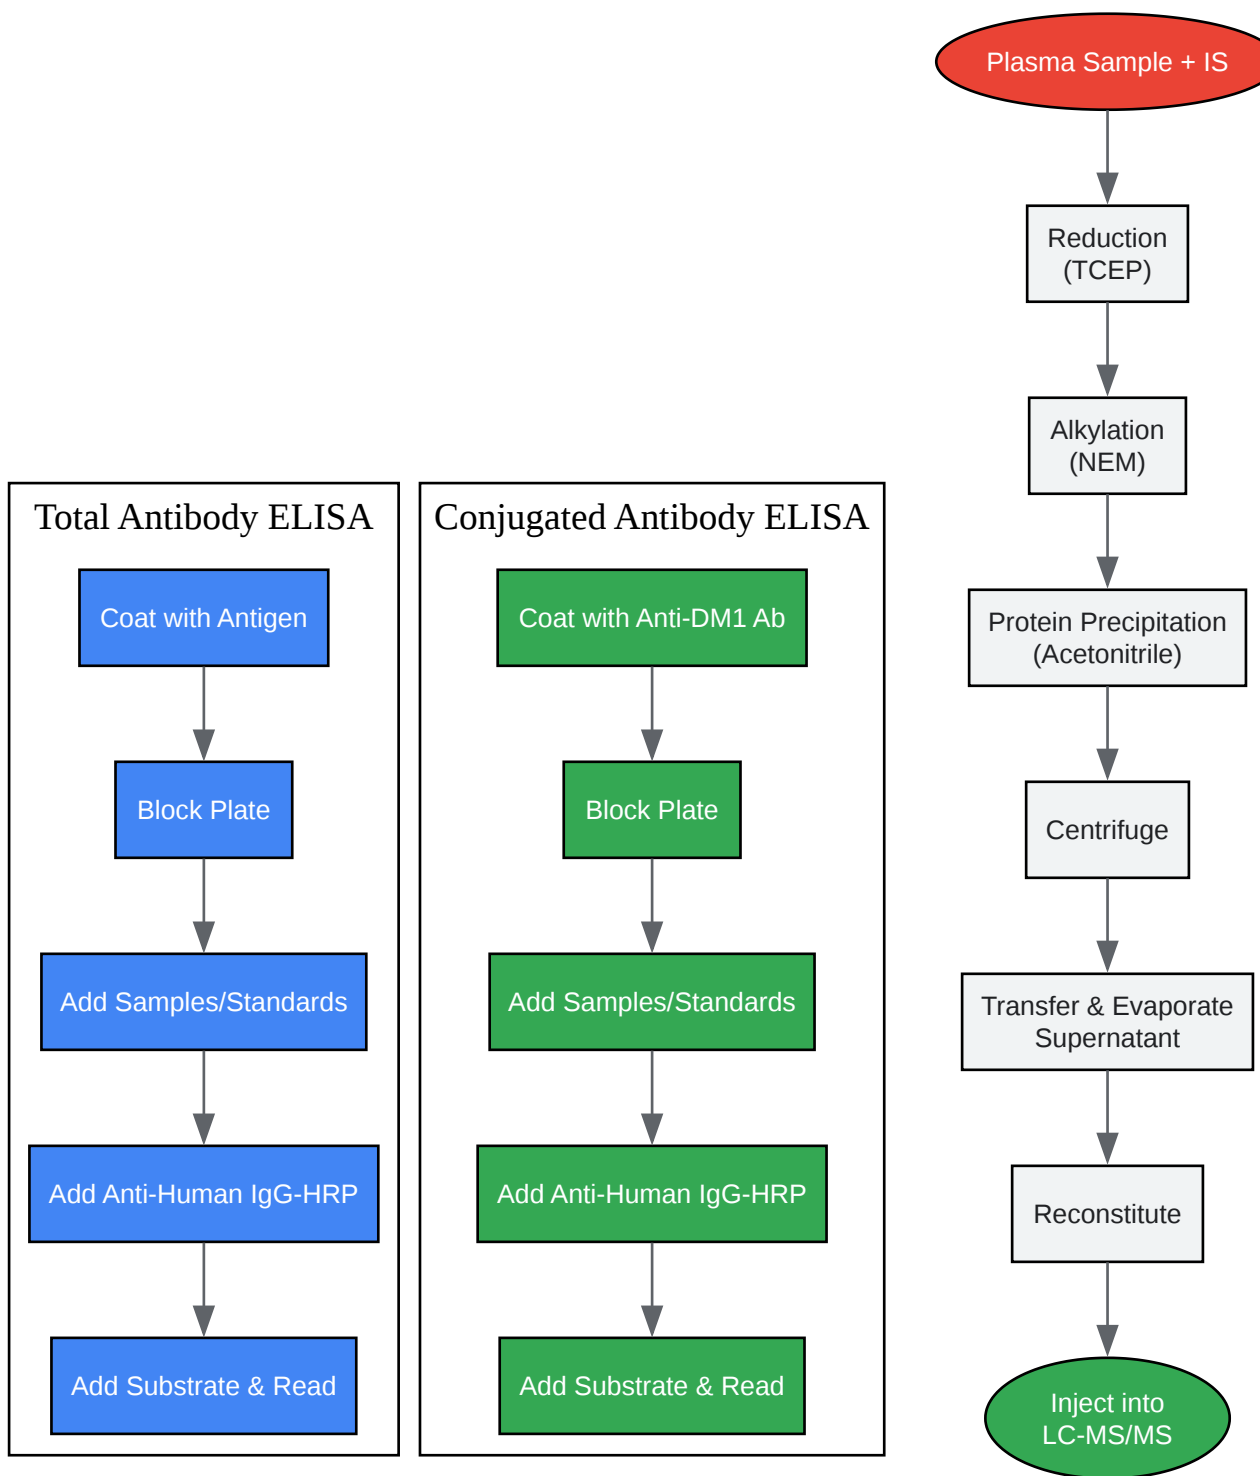 Total Antibody ELISA
Coat with Antigen
Block Plate
Add Samples/Standards
Add Anti-Human IgG-HRP
Add Substrate & Read
Conjugated Antibody ELISA
Coat with Anti-DM1 Ab
Block Plate
Add Samples/Standards
Add Anti-Human IgG-HRP
Add Substrate & Read
Plasma Sample + IS
Reduction
(TCEP)
Alkylation
(NEM)
Protein Precipitation
(Acetonitrile)
Centrifuge
Transfer & Evaporate
Supernatant
Reconstitute
Inject into
LC-MS/MS